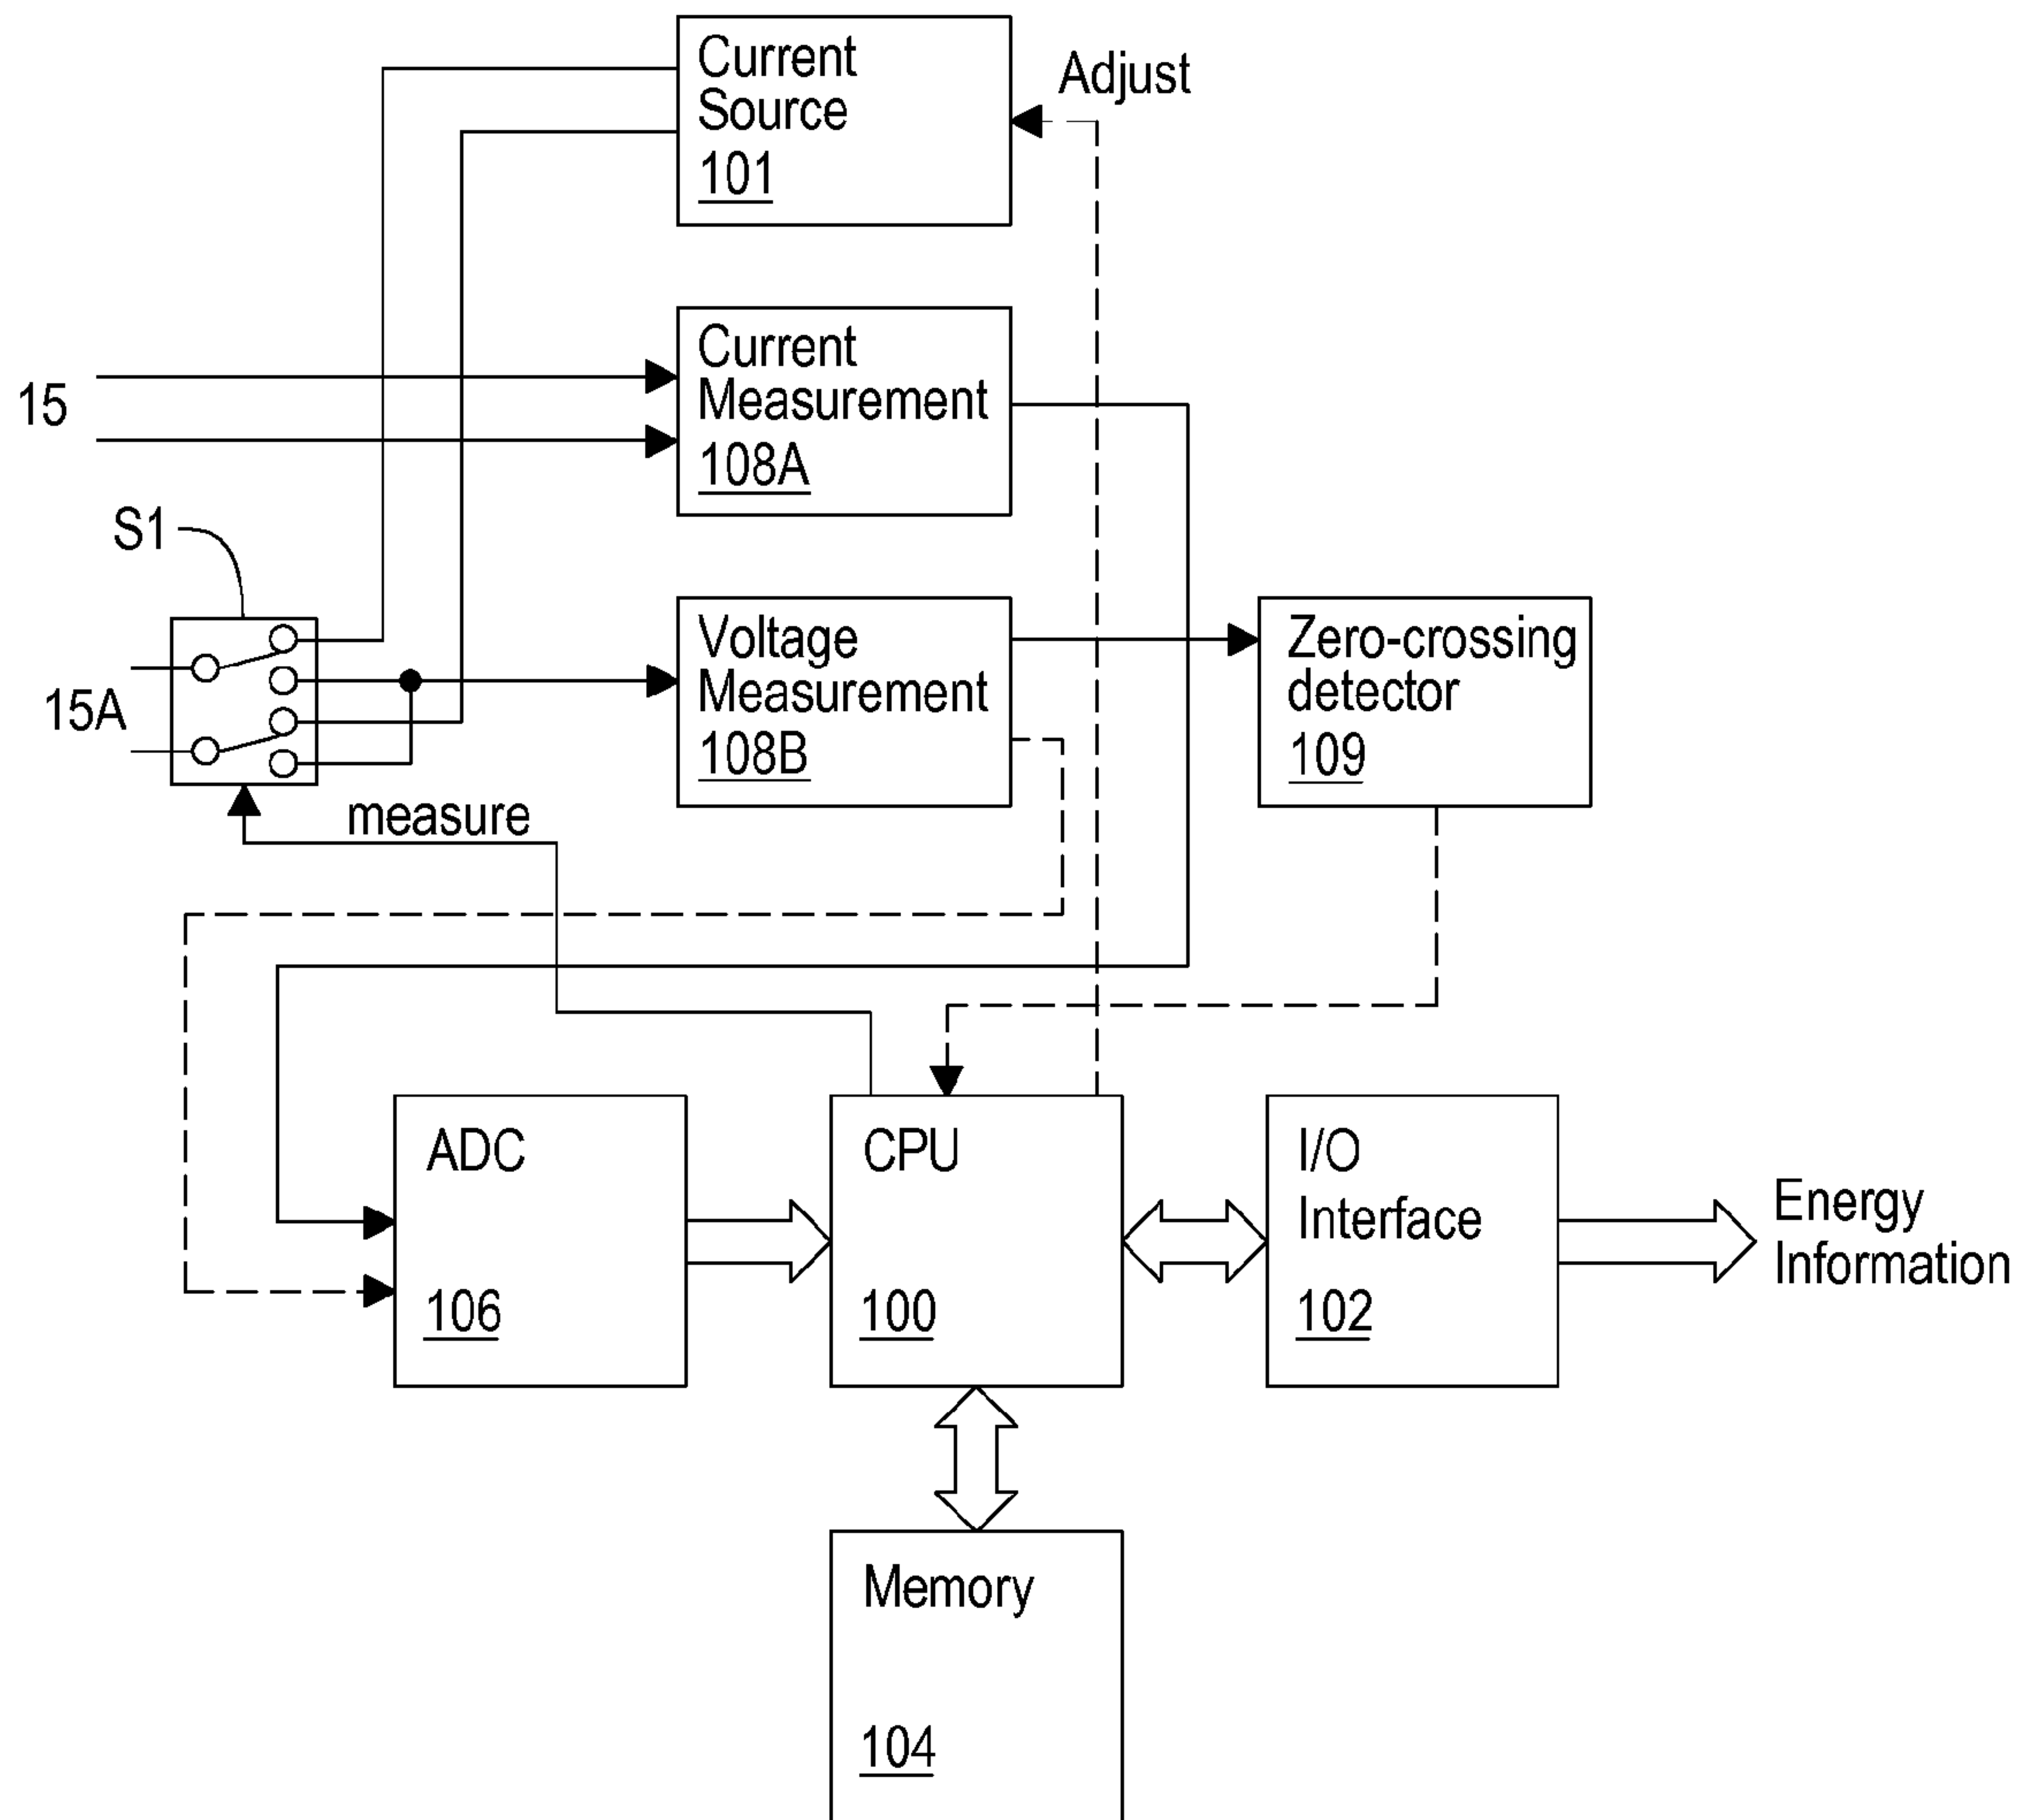 Current
Source
101
Adjust
Current
Measurement
108A
15
S1
Voltage
Measurement
108B
Zero-crossing
detector
109
15A
measure
ADC
106
CPU
100
I/O
Interface
102
Energy
Information
Memory
104